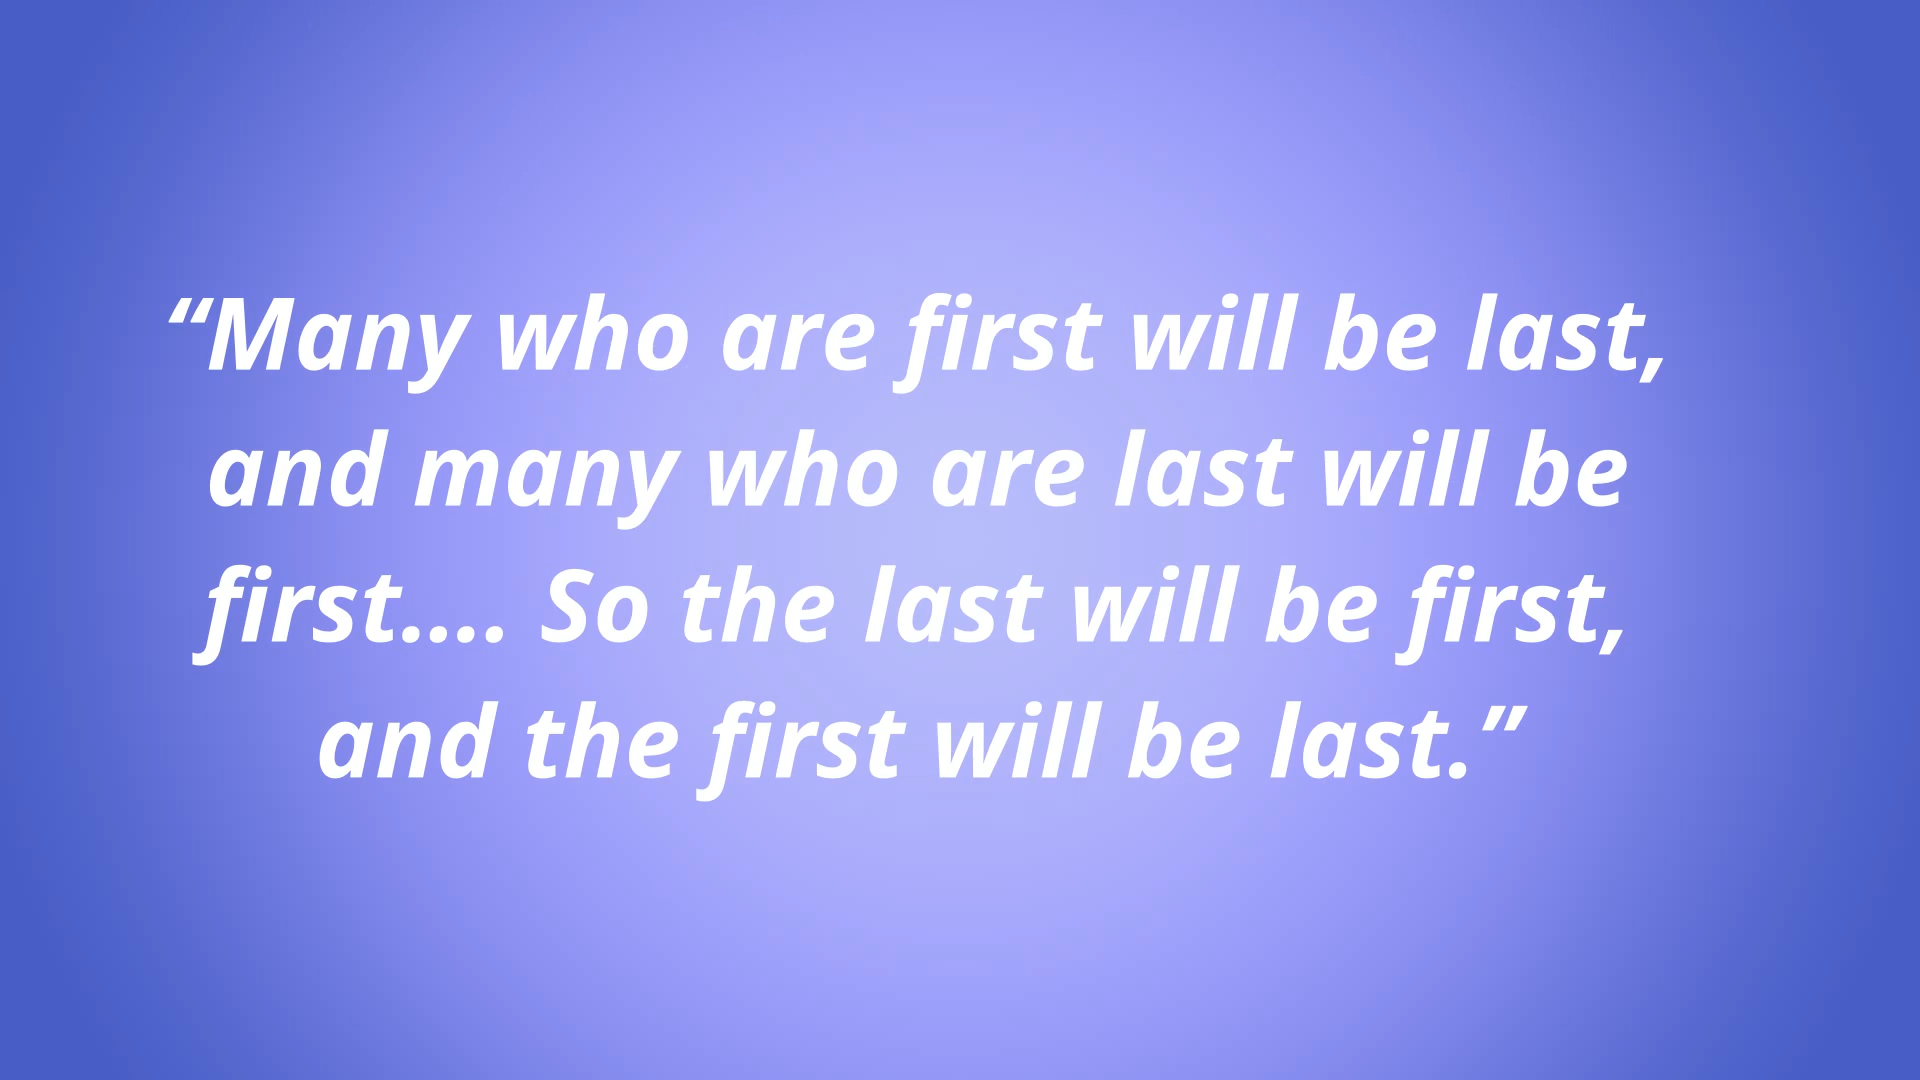 “Many who are first will be last,
and many who are last will be
first…. So the last will be first,
and the first will be last.”